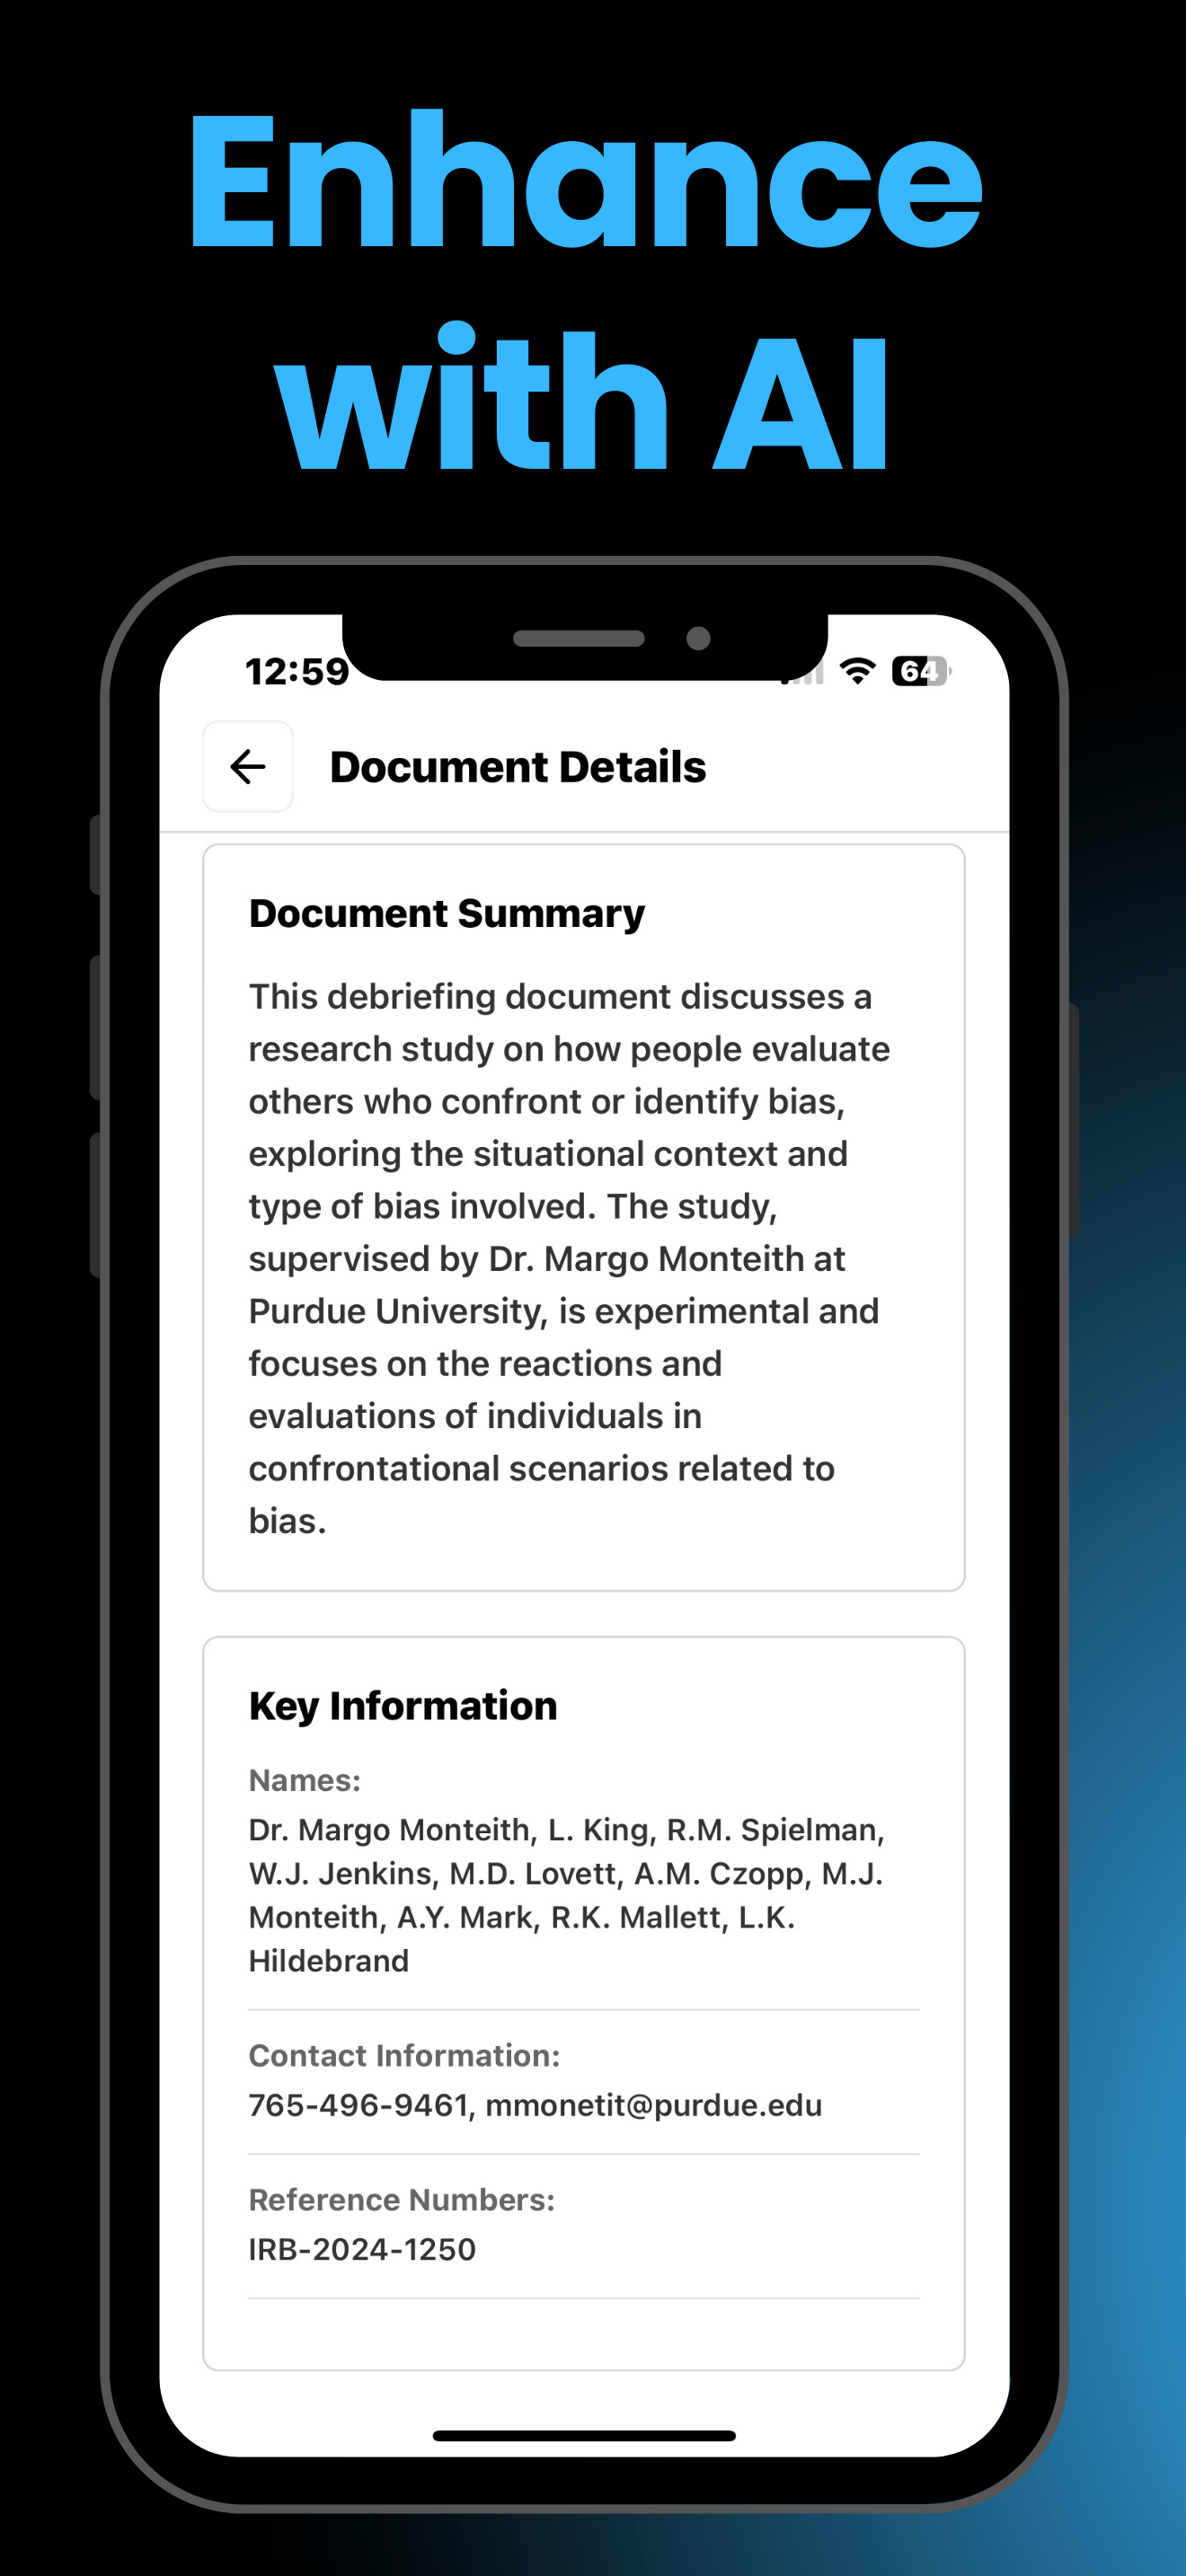 Enhance
with AI
12:59
64
Document Details
Document Summary
This debriefing document discusses a
research study on how people evaluate
others who confront or identify bias,
exploring the situational context and
type of bias involved. The study,
supervised by Dr. Margo Monteith at
Purdue University, is experimental and
focuses on the reactions and
evaluations of individuals in
confrontational scenarios related to
bias.
Key Information
Names:
Dr. Margo Monteith, L. King, R.M. Spielman,
W.J. Jenkins, M.D. Lovett, A.M. Czopp, M.J.
Monteith, A.Y. Mark, R.K. Mallett, L.K.
Hildebrand
Contact Information:
765-496-9461, mmonetit@purdue.edu
Reference Numbers:
IRB-2024-1250